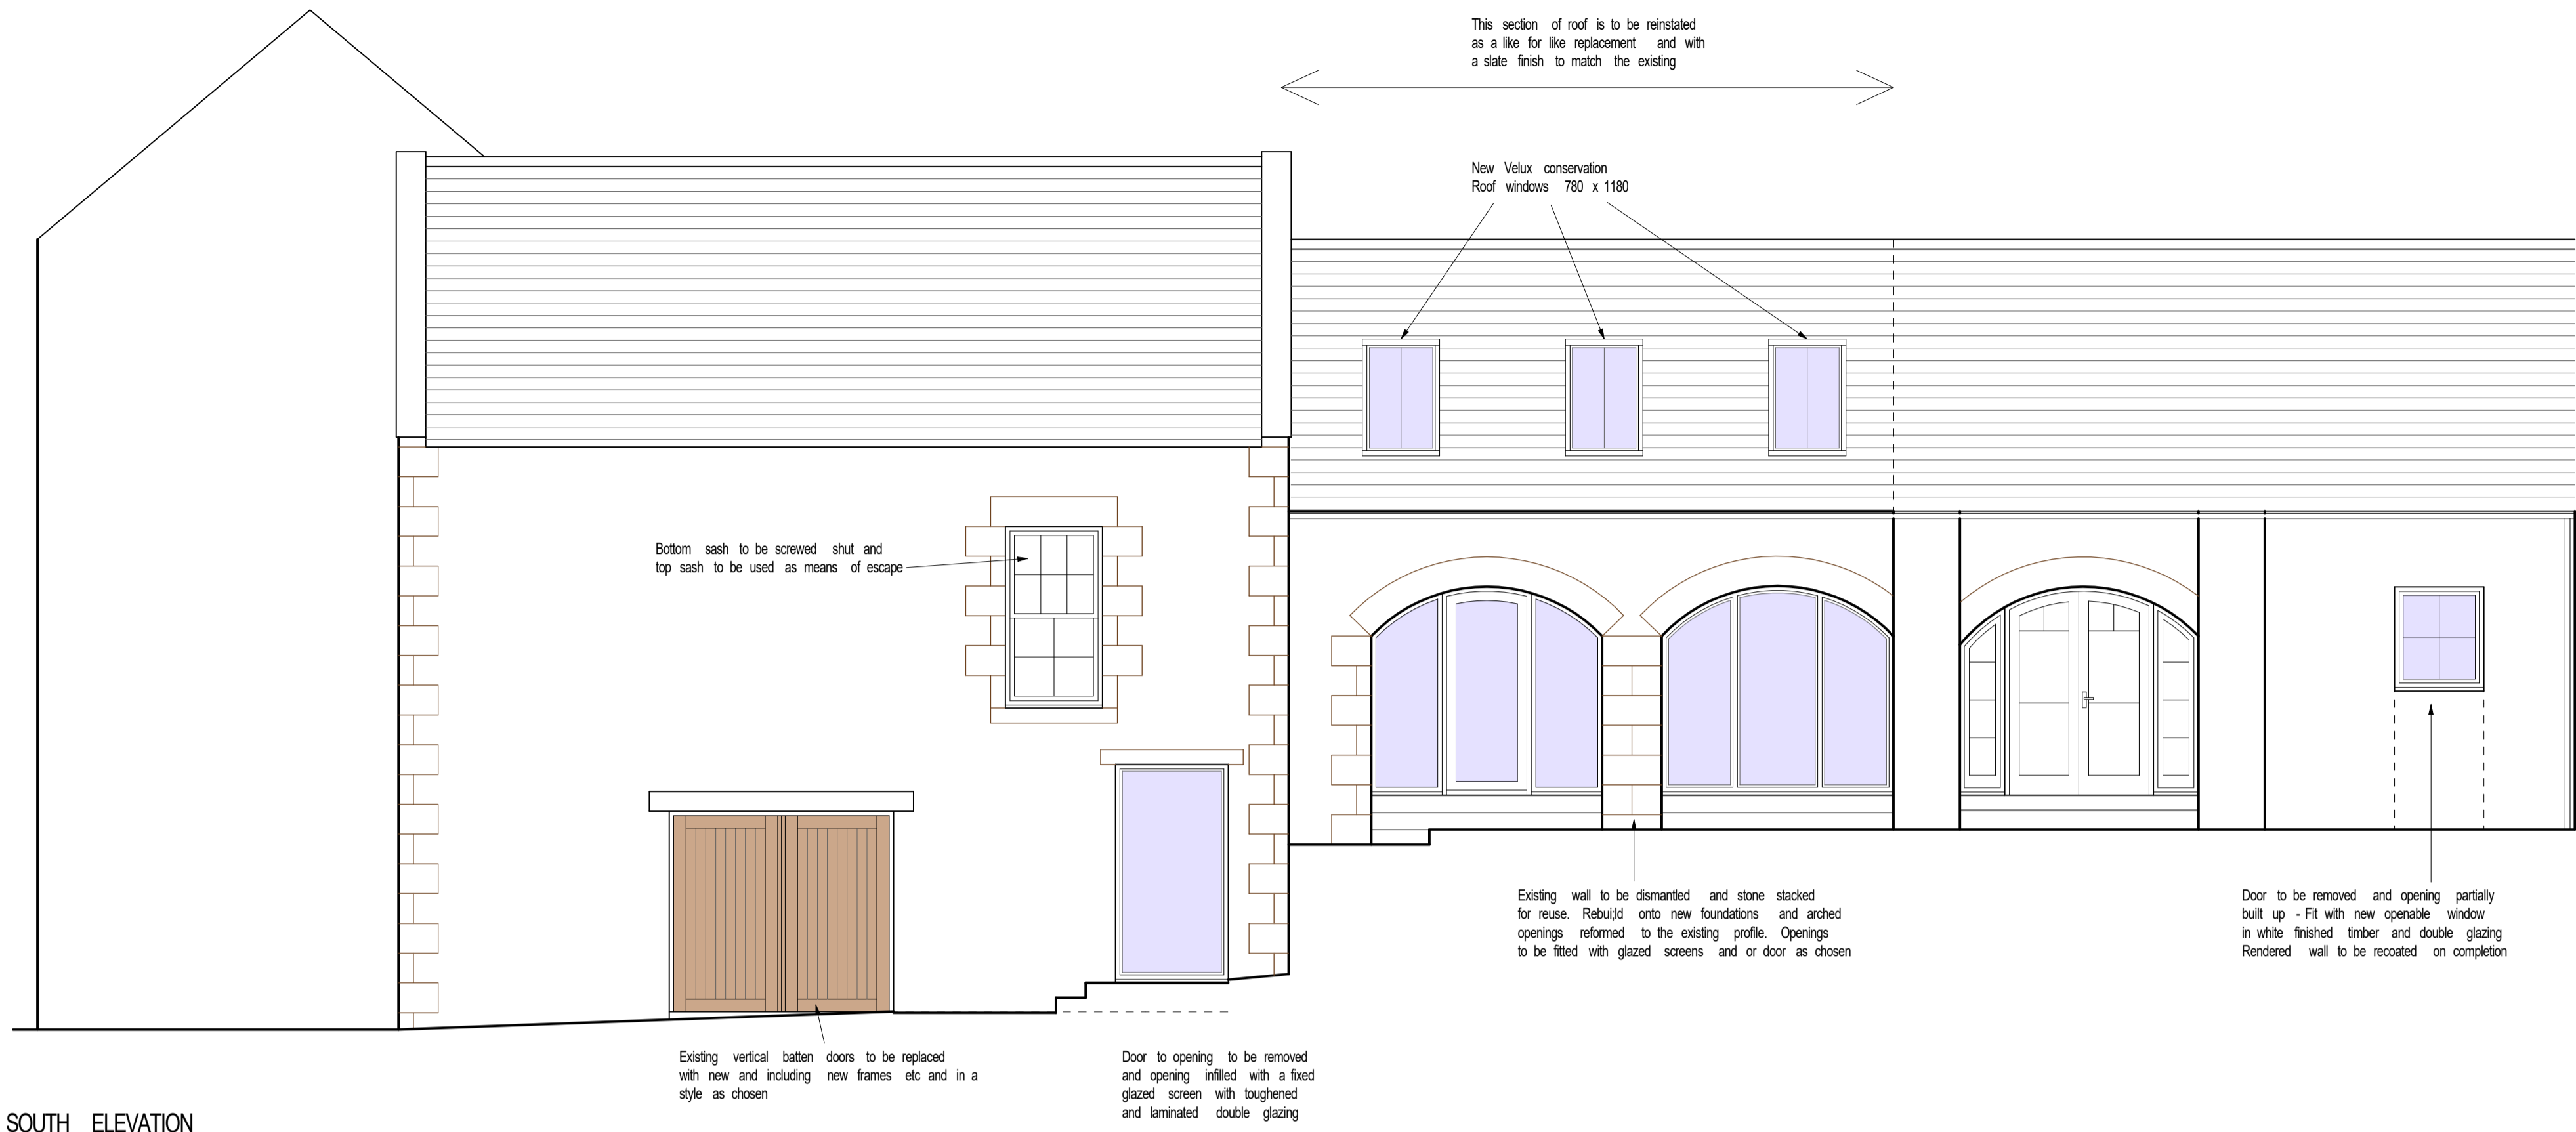 This section of roof is to be reinstated
as a like for like replacement and with
a slate finish to match the existing
New Velux conservation
Roof windows 780 x 1180
Bottom sash to be screwed shut and
top sash to be used as means of escape
Existing wall to be dismantled and stone stacked
for reuse. Rebui;ld onto new foundations and arched
openings reformed to the existing profile. Openings
to be fitted with glazed screens and or door as chosen
Door to be removed and opening partially
built up - Fit with new openable window
in white finished timber and double glazing
Rendered wall to be recoated on completion
Existing vertical batten doors to be replaced
with new and including new frames etc and in a
style as chosen
Door to opening to be removed
and opening infilled with a fixed
glazed screen with toughened
and laminated double glazing
SOUTH ELEVATION